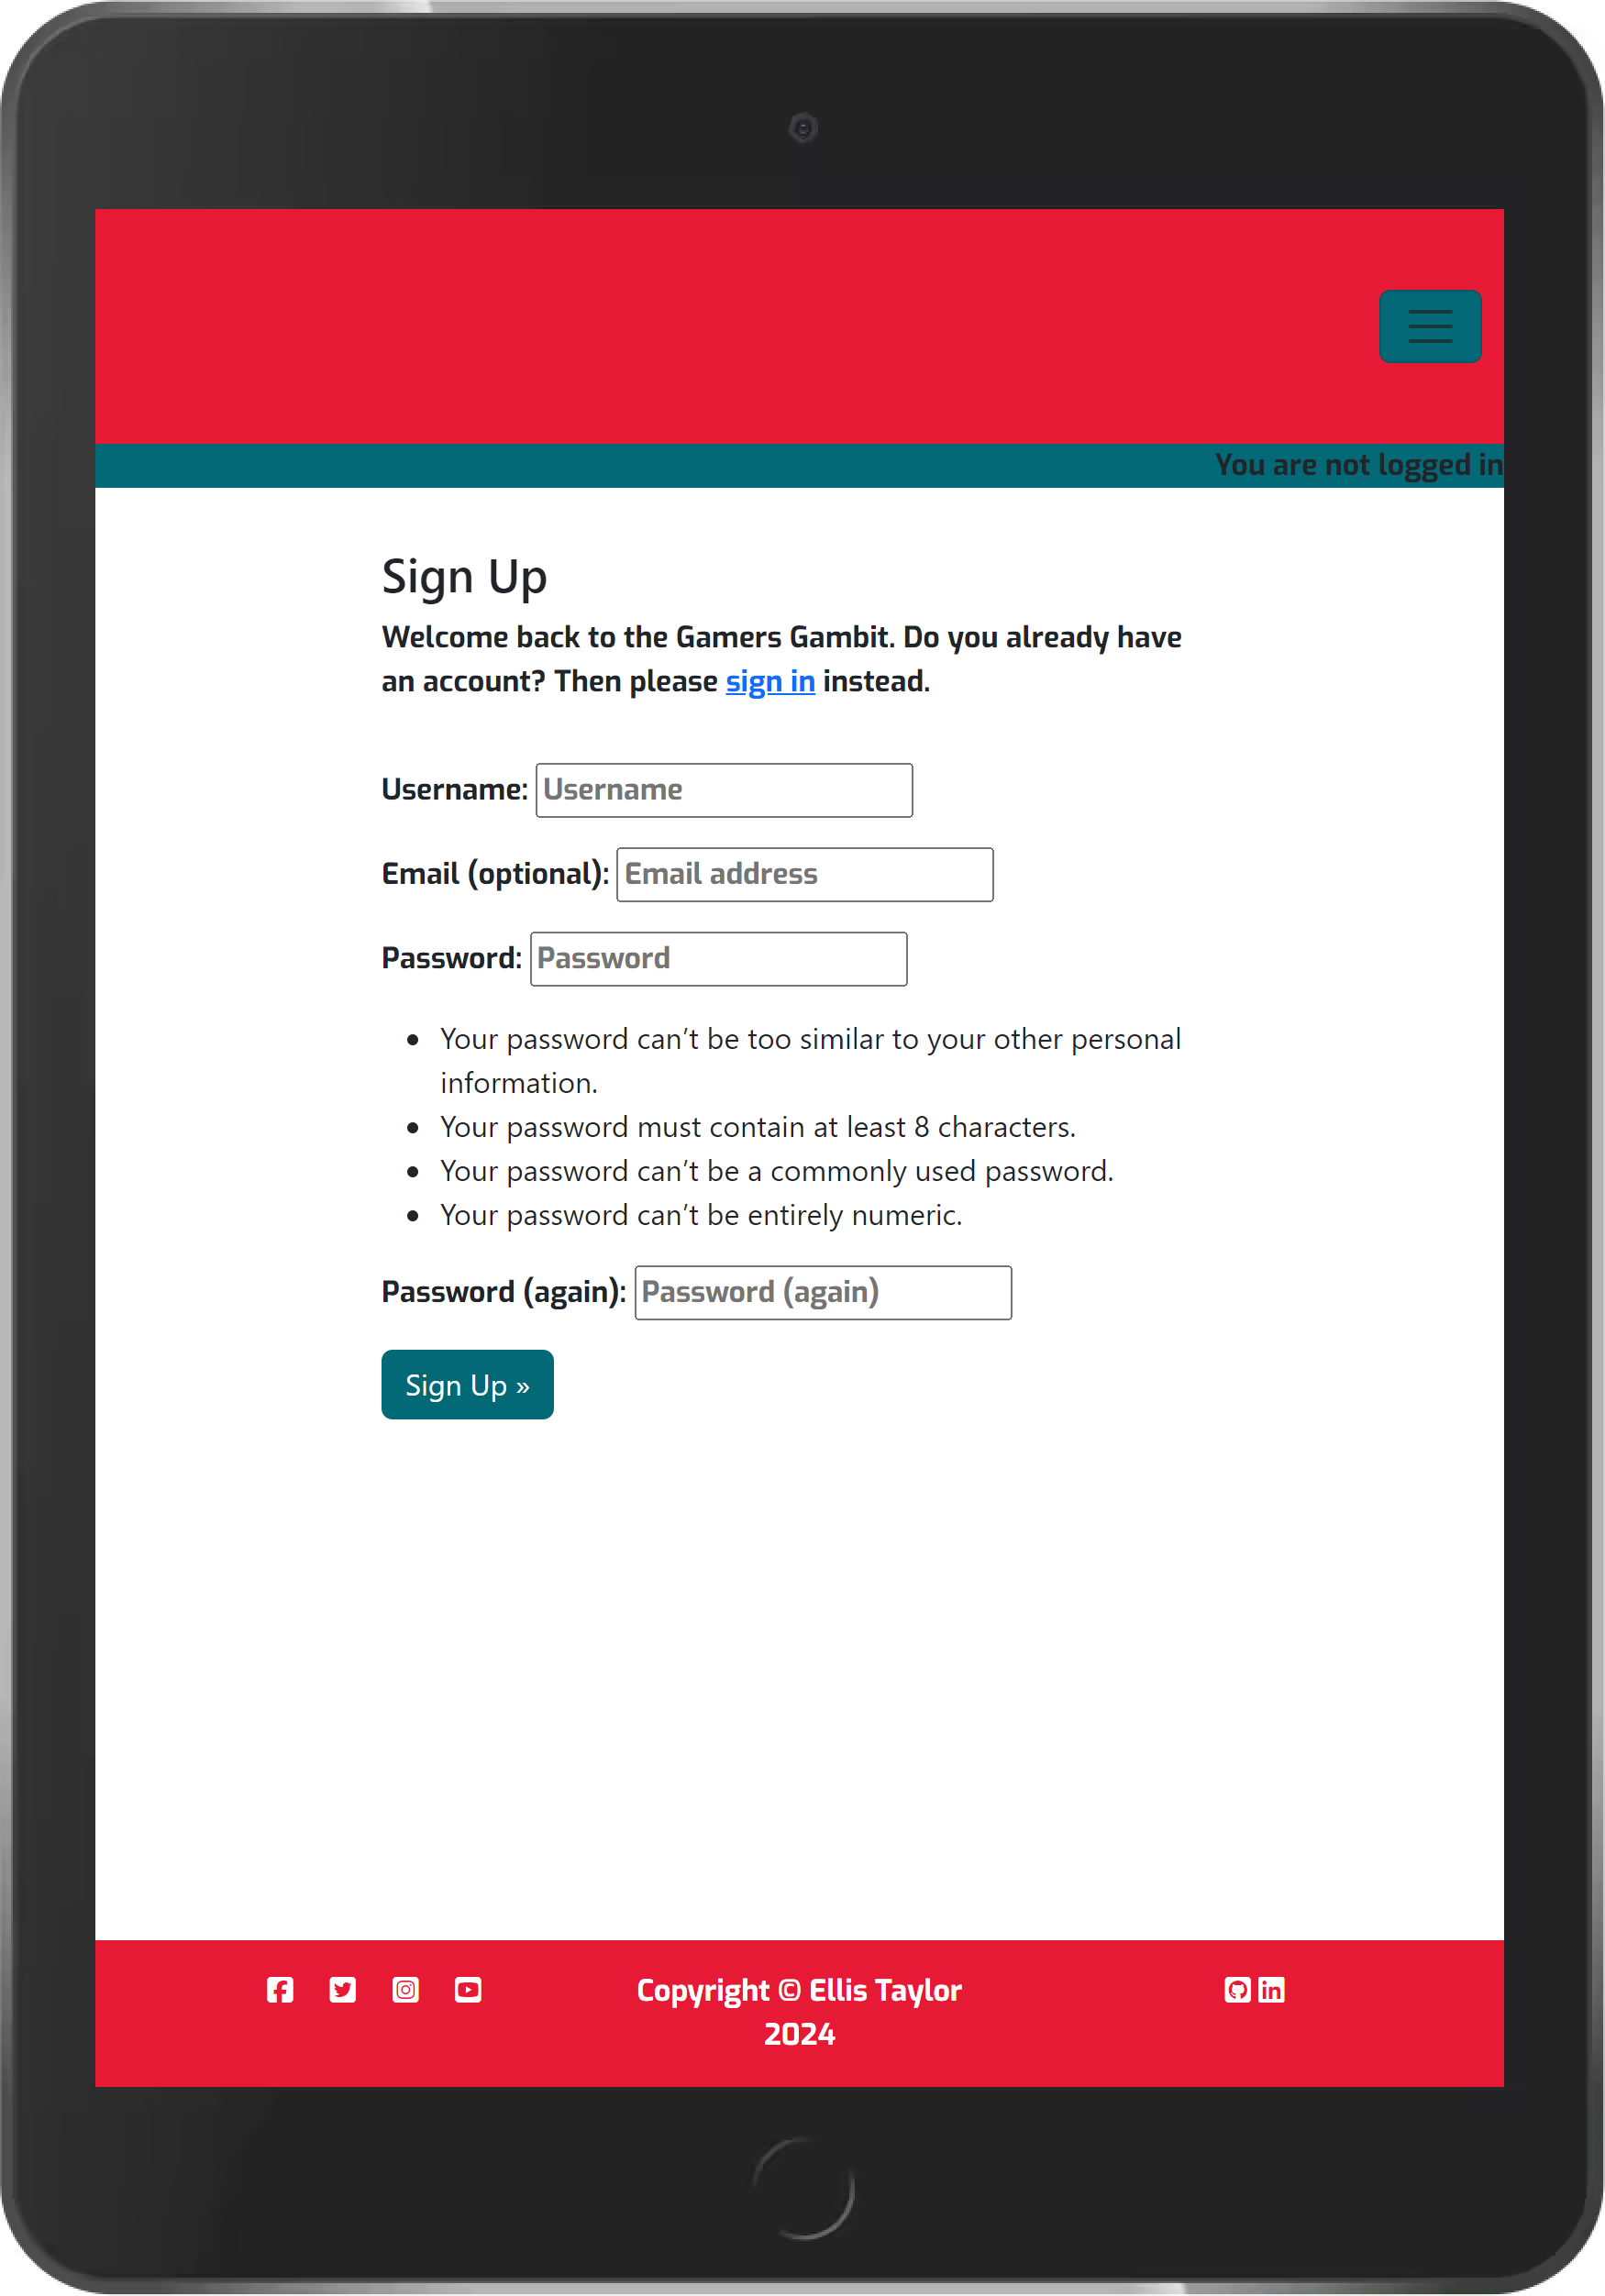 You are not logged in
Sign Up
Welcome back to the Gamers Gambit. Do you already have
an account? Then please sign in instead.
Username: Username
Email (optional): Email address
Password: Password
Your password can’t be too similar to your other personal
information.
Your password must contain at least 8 characters.
Your password can’t be a commonly used password.
Your password can’t be entirely numeric.
Password (again): Password (again)
Sign Up »
Copyright © Ellis Taylor
2024